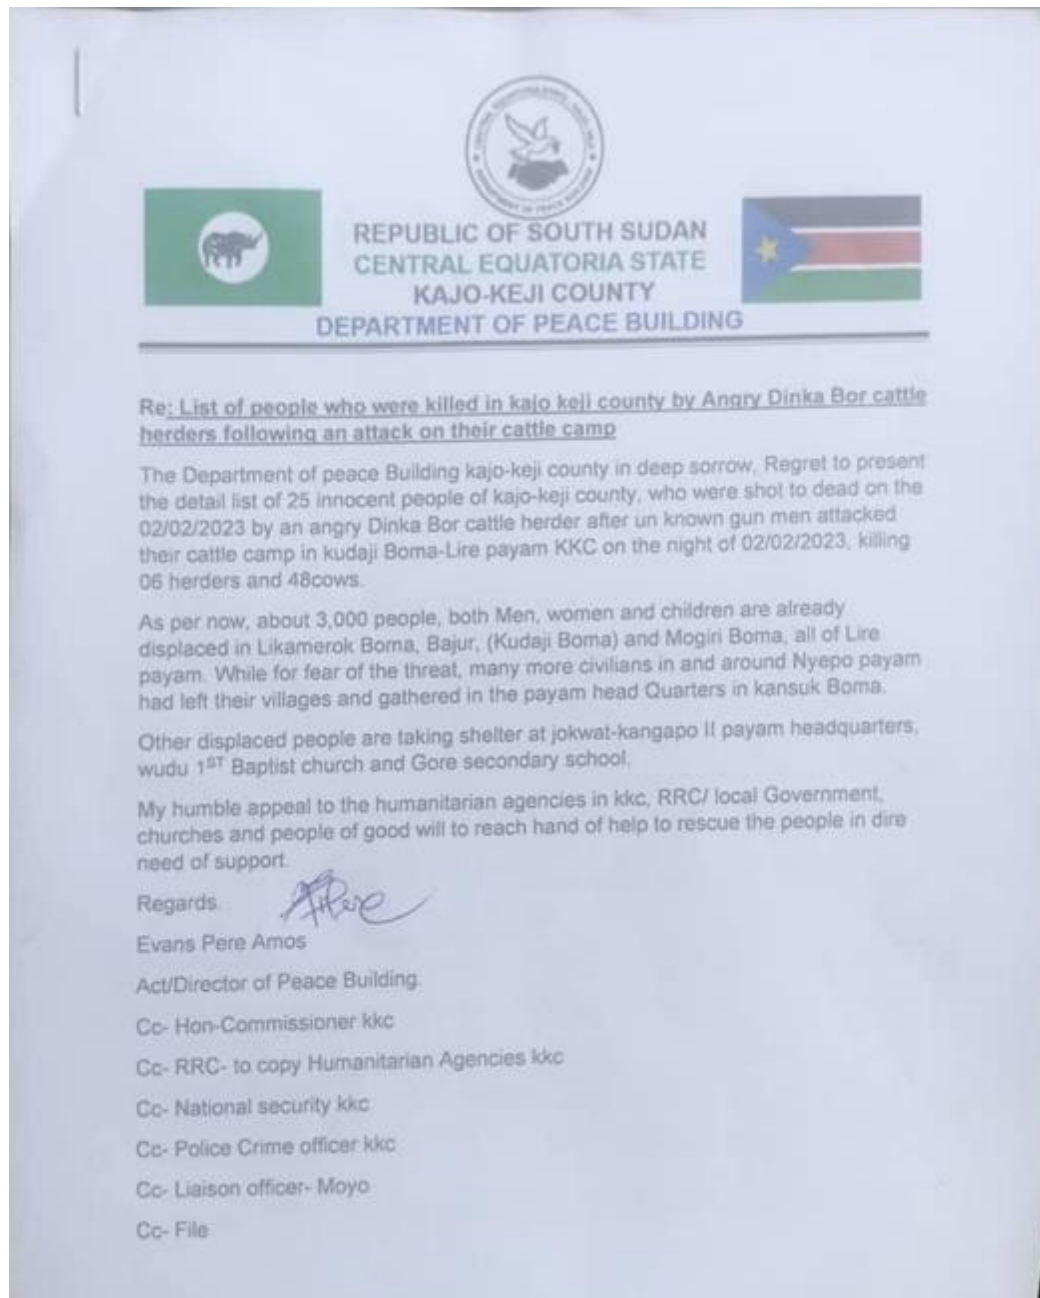 REPUBLIC OF SOUTH SUDAN
CENTRAL EQUATORIA STATE
KAJO-KEJI COUNTY
DEPARTMENT OF PEACE BUILDING
Re: List of people who were killed in kajo keji county by Angry Dinka Bor cattle
herders following an attack on their cattle camp
The Department of peace Building kajo-keji county in deep sorrow, Regret to present
the detail list of 25 innocent people of kajo-keji county, who were shot to dead on the
02/02/2023 by an angry Dinka Bor cattle herder after un known gun men attacked
their cattle camp in kudaji Boma-Lire payam KKC on the night of 02/02/2023, killing
06 herders and 48cows.
As per now, about 3,000 people, both Men, women and children are already
displaced in Likamerok Boma, Bajur, (Kudaji Boma) and Mogiri Boma, all of Lire
payam. While for fear of the threat, many more civilians in and around Nyepo payam
had left their villages and gathered in the payam head Quarters in kansuk Boma.
Other displaced people are taking shelter at jokwat-kangapo II payam headquarters,
wudu 1ST Baptist church and Gore secondary school.
My humble appeal to the humanitarian agencies in kkc, RRC/ local Government,
churches and people of good will to reach hand of help to rescue the people in dire
need of support.
Regards.
Evans Pere Amos
Act/Director of Peace Building.
Cc- Hon-Commissioner kkc
Cc- RRC- to copy Humanitarian Agencies kkc
Cc- National security kkc
Cc- Police Crime officer kkc
Cc- Liaison officer- Moyo
Cc- File